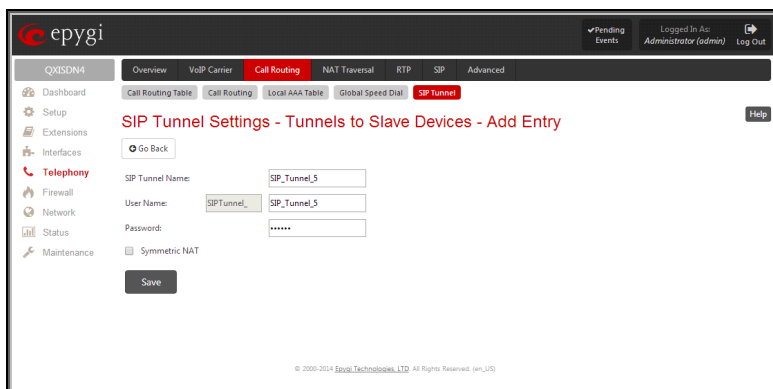 epygi
✔Pending Events
Logged In As:
Administrator (admin)
Log Out
QXISDN4
Overview VoIP Carrier Call Routing NAT Traversal RTP SIP Advanced
Dashboard
Setup
Extensions
Interfaces
Telephony
Firewall
Network
Status
Maintenance
Call Routing Table Call Routing Local AAA Table Global Speed Dial SIP Tunnel
Help
SIP Tunnel Settings - Tunnels to Slave Devices - Add Entry
Go Back
SIP Tunnel Name: SIP_Tunnel_5
User Name: SIPTunnel_ SIP_Tunnel_5
Password: ••••••
Symmetric NAT
Save
© 2000-2014 Epygi Technologies, LTD. All Rights Reserved. (en_US)